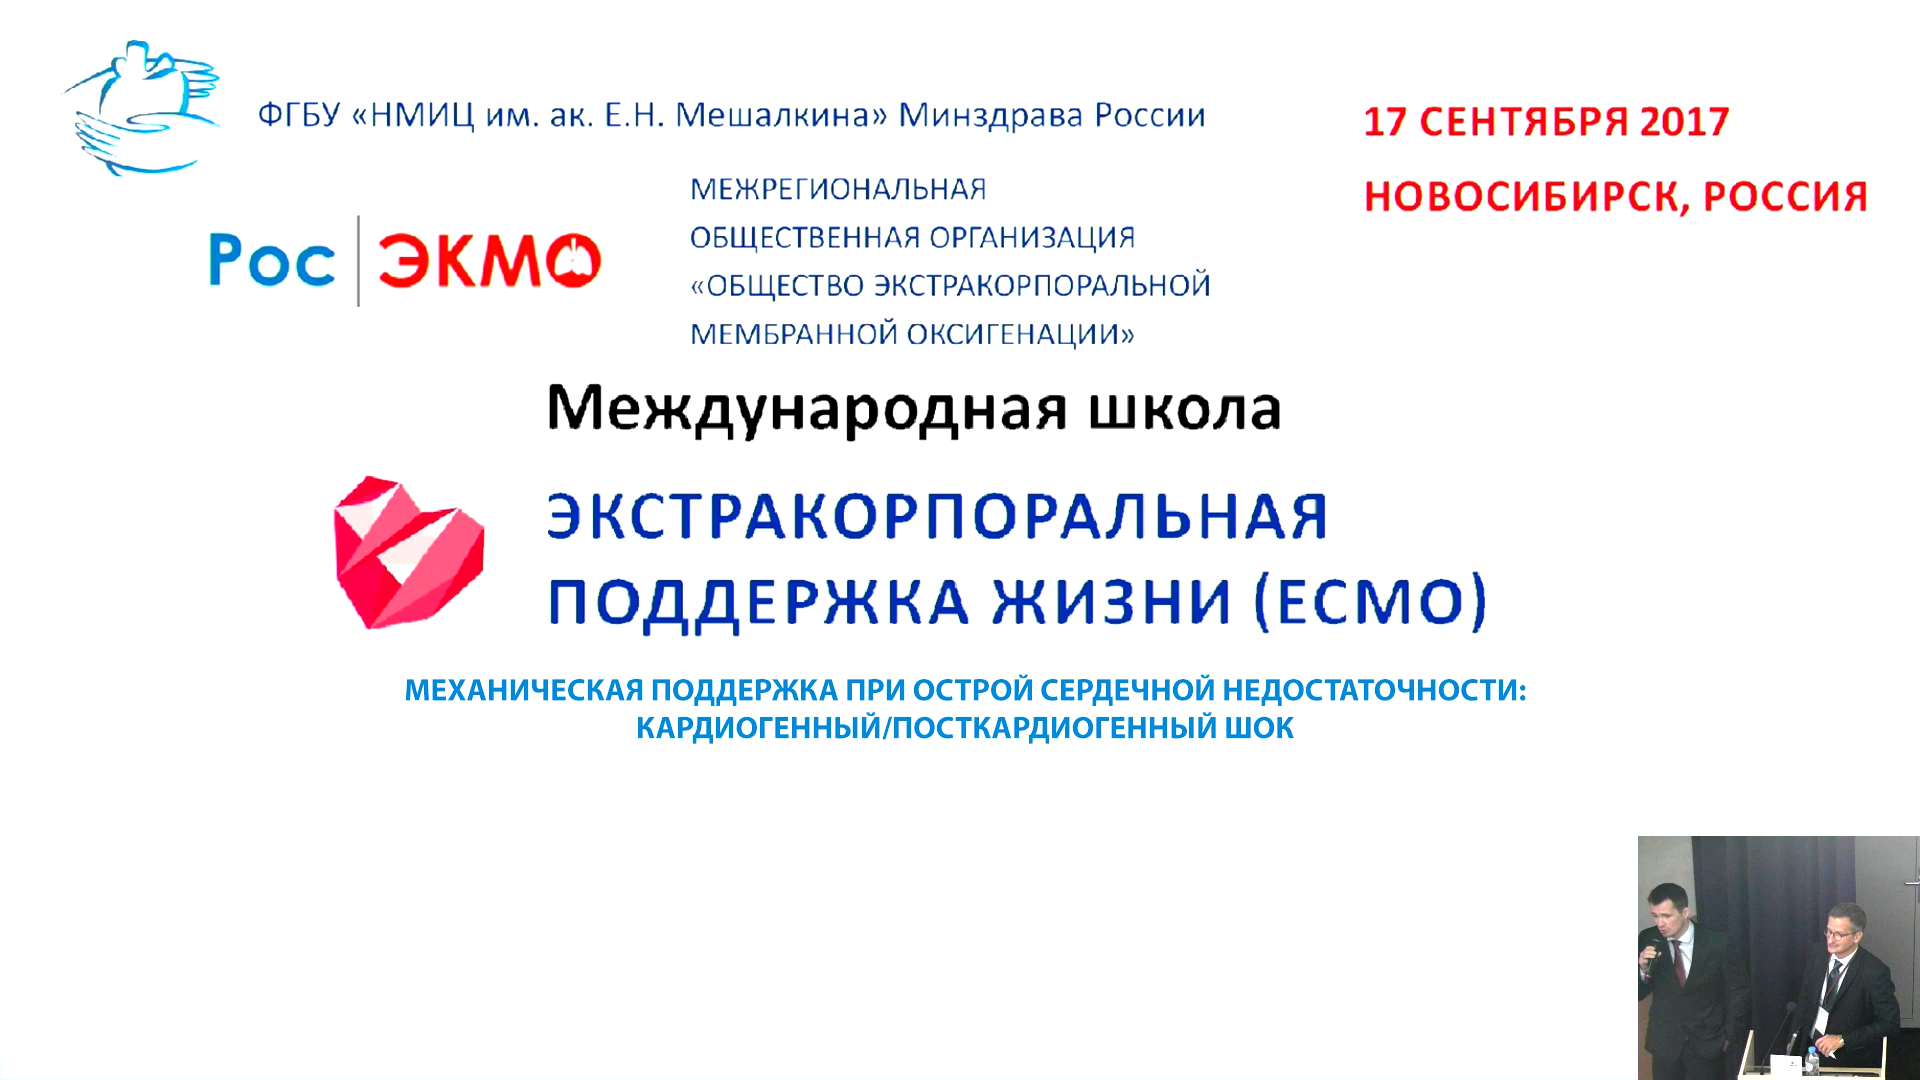 ФГБУ «НМИЦ им. ак. Е.Н. Мешалкина» Минздрава России
17 СЕНТЯБРЯ 2017
НОВОСИБИРСК, РОССИЯ
Рос ЭКМО
МЕЖРЕГИОНАЛЬНАЯ
ОБЩЕСТВЕННАЯ ОРГАНИЗАЦИЯ
«ОБЩЕСТВО ЭКСТРАКОРПОРАЛЬНОЙ
МЕМБРАННОЙ ОКСИГЕНАЦИИ»
Международная школа
ЭКСТРАКОРПОРАЛЬНАЯ
ПОДДЕРЖКА ЖИЗНИ (ЕСМО)
МЕХАНИЧЕСКАЯ ПОДДЕРЖКА ПРИ ОСТРОЙ СЕРДЕЧНОЙ НЕДОСТАТОЧНОСТИ:
КАРДИОГЕННЫЙ/ПОСТКАРДИОГЕННЫЙ ШОК